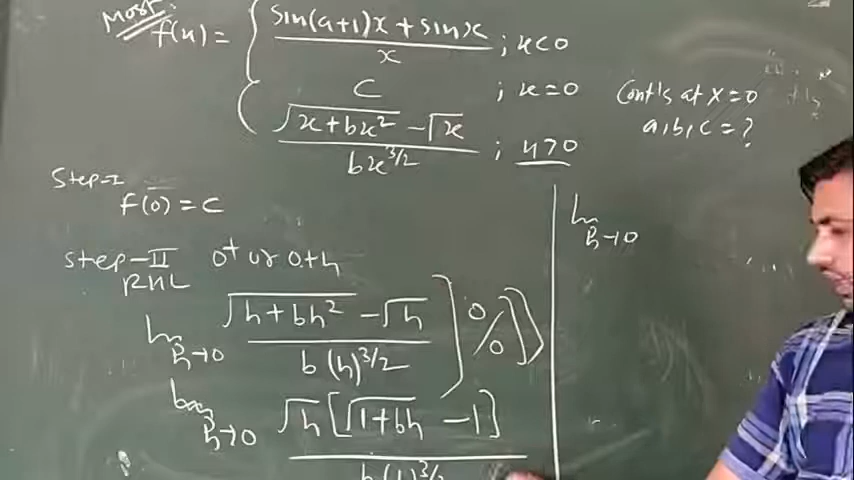 Most.
f(x) = { sin(a+1)x + sinx / x ; x<0
C ; x=0
√x+bx² - √x / bx^3/2 ; x>0
Cont's at x=0
a,b,c = ?
Step-I
f(0) = C
Step-II 0⁺ or 0+h
RHL
lim h→0 √h+bh² - √h / b(h)^3/2 ] 0/0
lim h→0 √h[√1+bh - 1]
lim h→0